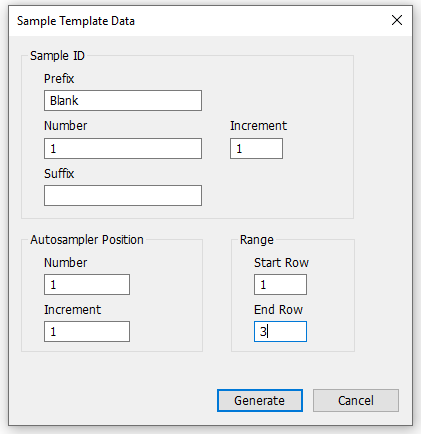 Sample Template Data
Sample ID
Prefix
Blank
Number Increment
1 1
Suffix
Autosampler Position
Number
1
Increment
1
Range
Start Row
1
End Row
3
Generate Cancel